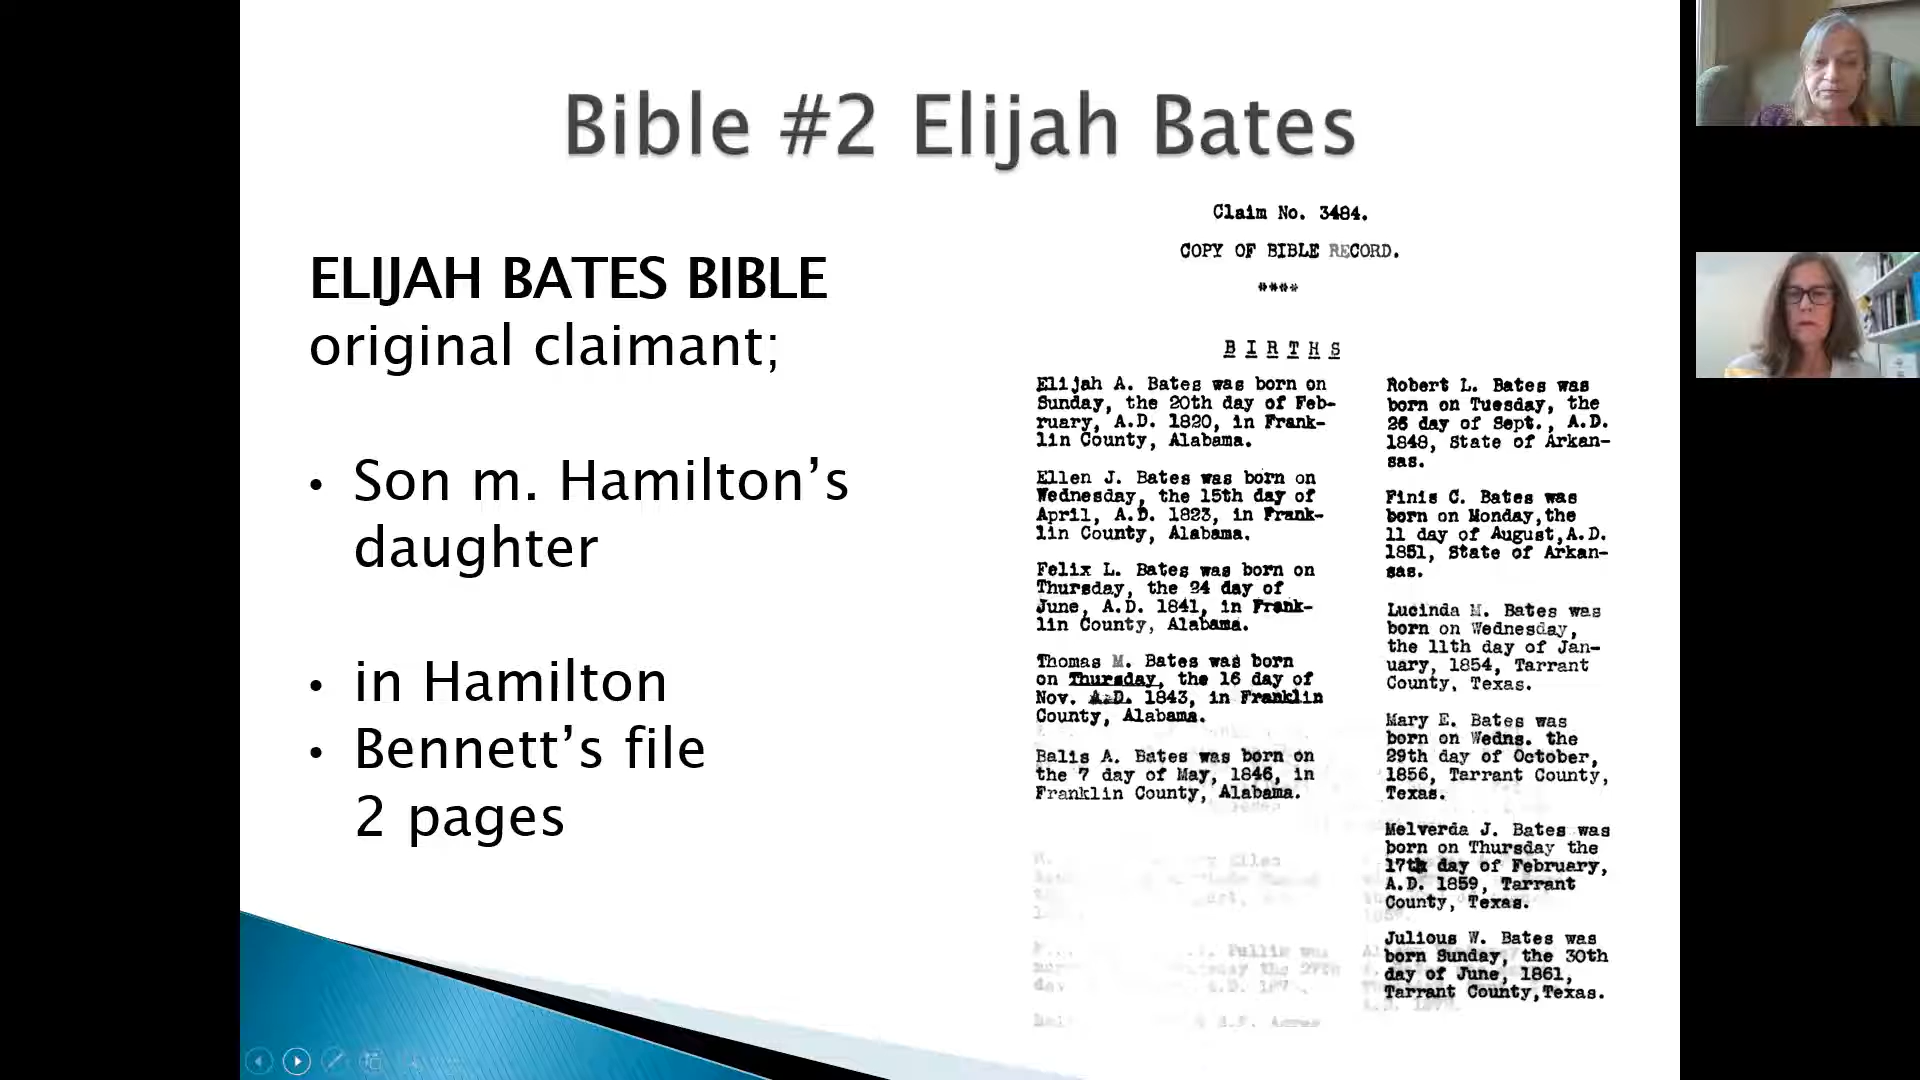 Bible #2 Elijah Bates
ELIJAH BATES BIBLE
original claimant;
• Son m. Hamilton's
daughter
• in Hamilton
• Bennett's file
2 pages
Claim No. 3484.
COPY OF BIBLE RECORD.
****
BIRTHS
Elijah A. Bates was born on
Sunday, the 20th day of Feb-
ruary, A.D. 1820, in Frank-
lin County, Alabama.
Ellen J. Bates was born on
Wednesday, the 15th day of
April, A.D. 1823, in Frank-
lin County, Alabama.
Felix L. Bates was born on
Thursday, the 24 day of
June, A.D. 1841, in Frank-
lin County, Alabama.
Thomas M. Bates was born
on Thursday, the 16 day of
Nov. A.D. 1843, in Franklin
County, Alabama.
Balis A. Bates was born on
the 7 day of May, 1846, in
Franklin County, Alabama.
Robert L. Bates was
born on Tuesday, the
26 day of Sept., A.D.
1848, State of Arkan-
sas.
Finis C. Bates was
born on Monday,the
11 day of August,A.D.
1851, State of Arkan-
sas.
Lucinda M. Bates was
born on Wednesday,
the 11th day of Jan-
uary, 1854, Tarrant
County, Texas.
Mary E. Bates was
born on Wedns. the
29th day of October,
1856, Tarrant County,
Texas.
Melverda J. Bates was
born on Thursday the
17th day of February,
A.D. 1859, Tarrant
County, Texas.
Julious W. Bates was
born Sunday, the 30th
day of June, 1861,
Tarrant County,Texas.